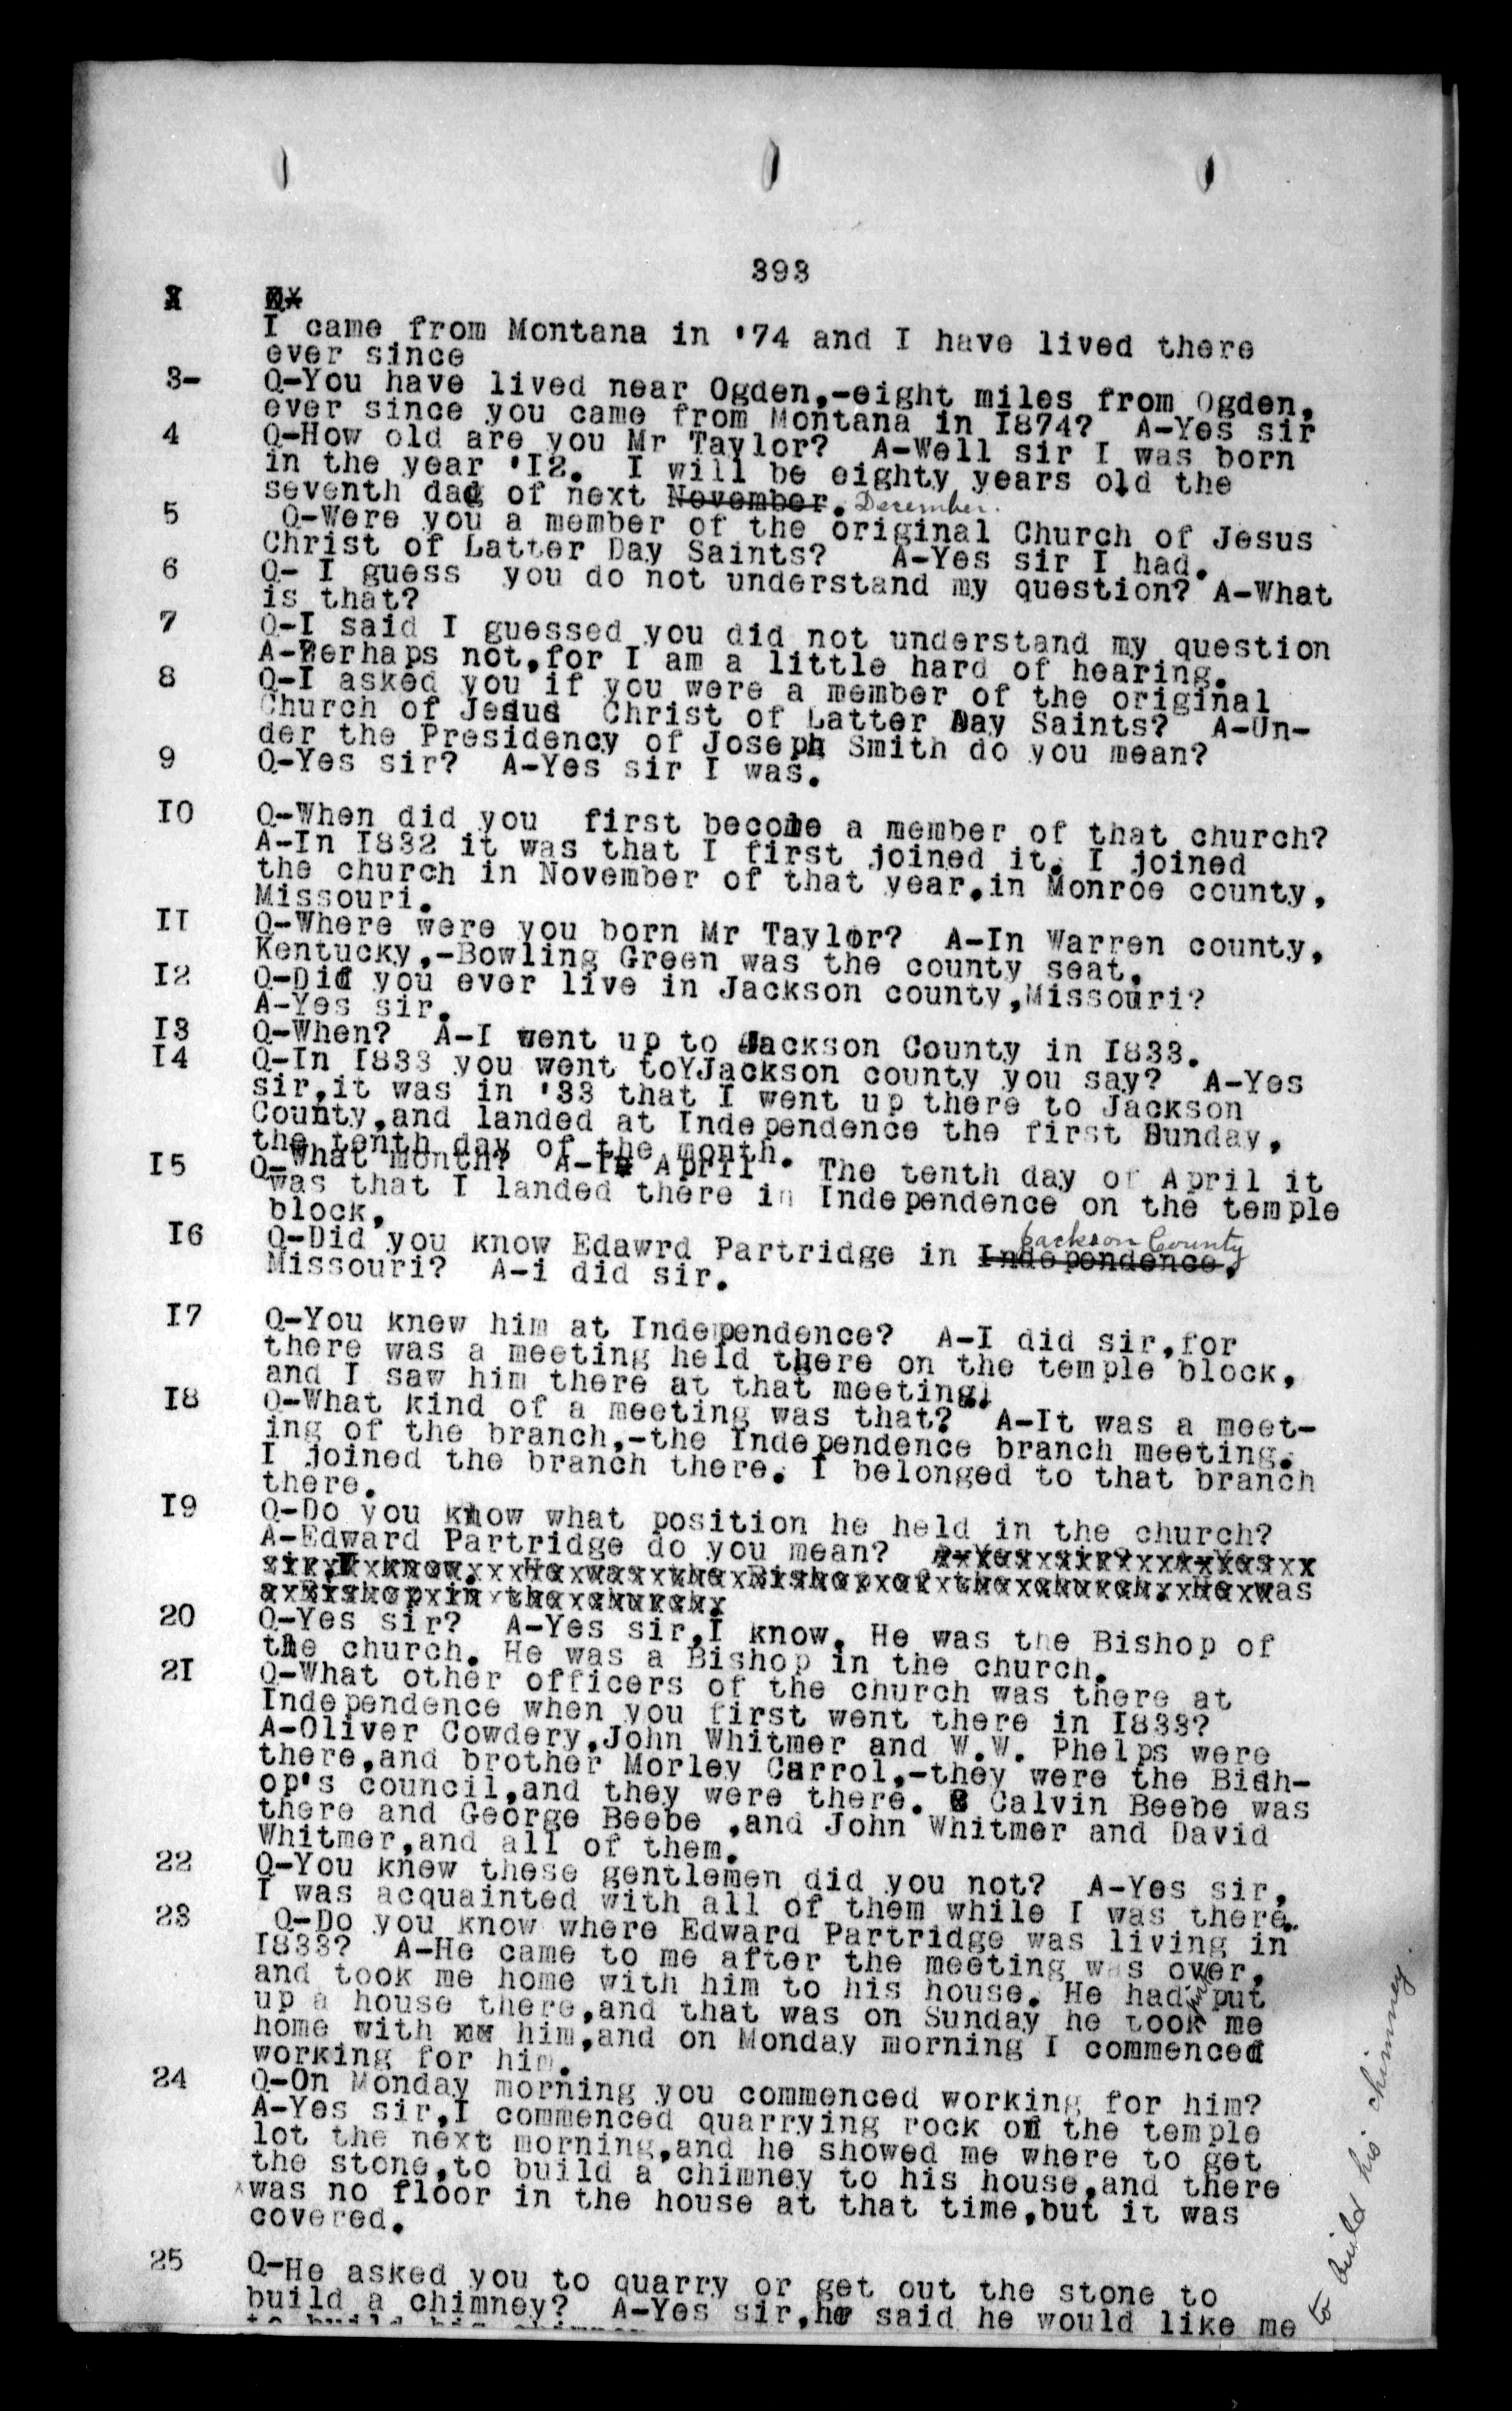 393
I came from Montana in '74 and I have lived there
ever since
3- Q-You have lived near Ogden,-eight miles from Ogden,
ever since you came from Montana in I874? A-Yes sir
4 Q-How old are you Mr Taylor? A-Well sir I was born
in the year 'I2. I will be eighty years old the
seventh day of next November. December.
5 Q-Were you a member of the original Church of Jesus
Christ of Latter Day Saints? A-Yes sir I had.
6 Q- I guess you do not understand my question? A-What
is that?
7 Q-I said I guessed you did not understand my question
A-Perhaps not,for I am a little hard of hearing.
8 Q-I asked you if you were a member of the original
Church of Jesus Christ of Latter Day Saints? A-Un-
der the Presidency of Joseph Smith do you mean?
9 Q-Yes sir? A-Yes sir I was.
I0 Q-When did you first become a member of that church?
A-In I832 it was that I first joined it. I joined
the church in November of that year,in Monroe county,
Missouri.
II Q-Where were you born Mr Taylor? A-In Warren county,
Kentucky,-Bowling Green was the county seat.
I2 Q-Did you ever live in Jackson county,Missouri?
A-Yes sir.
I3 Q-When? A-I went up to Jackson County in I833.
I4 Q-In I833 you went toYJackson county you say? A-Yes
sir,it was in '33 that I went up there to Jackson
County,and landed at Independence the first Sunday,
the tenth day of the month.
I5 Q-What month? A-In April. The tenth day of April it
was that I landed there in Independence on the temple
block,
I6 Q-Did you know Edawrd Partridge in Independence, Jackson County
Missouri? A-i did sir.
I7 Q-You knew him at Independence? A-I did sir,for
there was a meeting held there on the temple block,
and I saw him there at that meeting.
I8 Q-What kind of a meeting was that? A-It was a meet-
ing of the branch,-the Independence branch meeting.
I joined the branch there. I belonged to that branch
there.
I9 Q-Do you know what position he held in the church?
A-Edward Partridge do you mean? A-Yes sir? A-Yes
sir,I know. He was the Bishop of the church. He was
a Bishop in the church.
20 Q-Yes sir? A-Yes sir,I know. He was the Bishop of
the church. He was a Bishop in the church.
2I Q-What other officers of the church was there at
Independence when you first went there in I833?
A-Oliver Cowdery,John Whitmer and W.W. Phelps were
there,and brother Morley Carrol,-they were the Bish-
op's council,and they were there. Calvin Beebe was
there and George Beebe ,and John Whitmer and David
Whitmer,and all of them.
22 Q-You knew these gentlemen did you not? A-Yes sir,
I was acquainted with all of them while I was there.
23 Q-Do you know where Edward Partridge was living in
I833? A-He came to me after the meeting was over,
and took me home with him to his house. He had put
up a house there,and that was on Sunday he took me
home with him,and on Monday morning I commenced
working for him.
24 Q-On Monday morning you commenced working for him?
A-Yes sir,I commenced quarrying rock on the temple
lot the next morning,and he showed me where to get
the stone,to build a chimney to his house,and there
was no floor in the house at that time,but it was
covered.
25 Q-He asked you to quarry or get out the stone to
build a chimney? A-Yes sir,he said he would like me
to build his chimney
to build his chimney